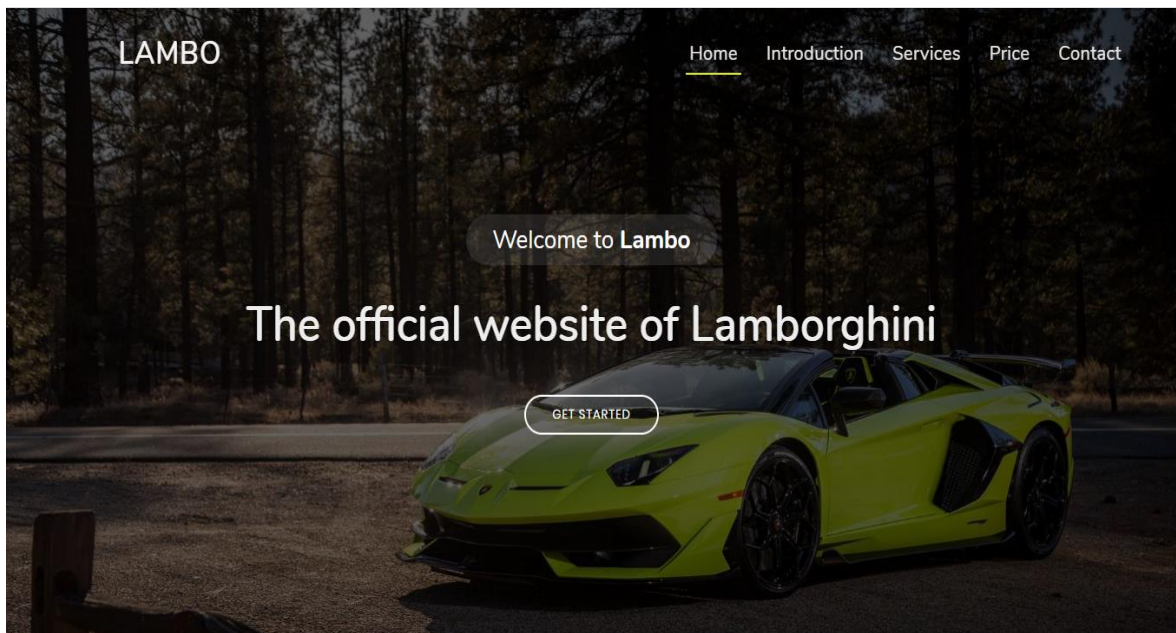 LAMBO
Home Introduction Services Price Contact
Welcome to Lambo
The official website of Lamborghini
GET STARTED